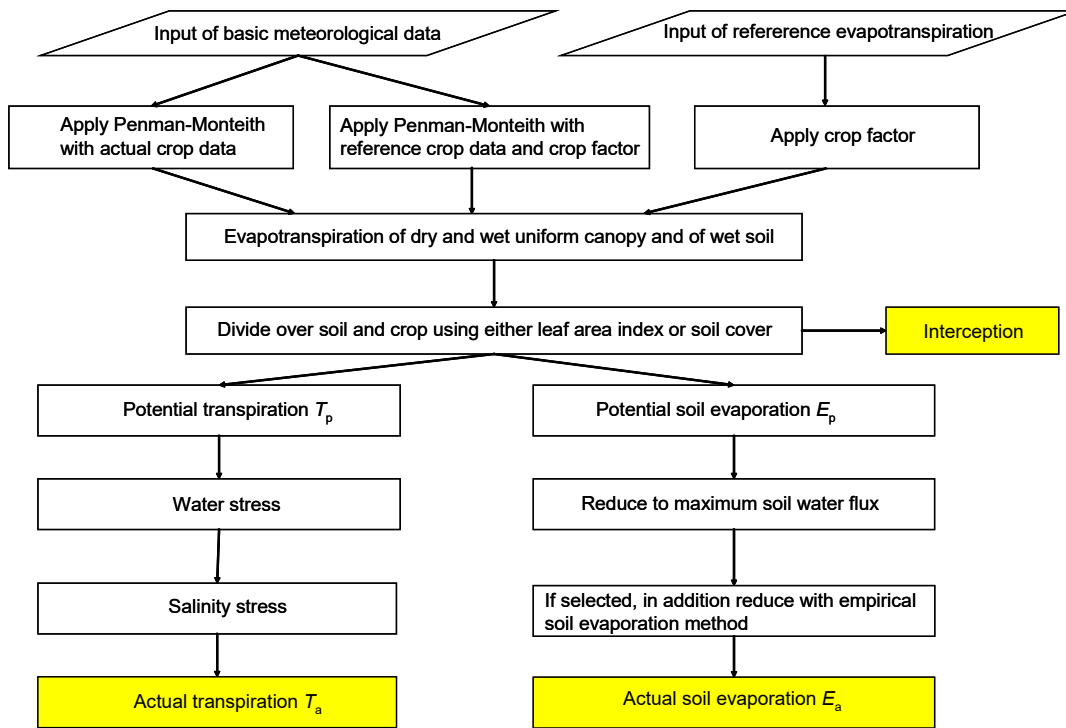 Input of basic meteorological data
Input of refererence evapotranspiration
Apply Penman-Monteith
with actual crop data
Apply Penman-Monteith with
reference crop data and crop factor
Apply crop factor
Evapotranspiration of dry and wet uniform canopy and of wet soil
Divide over soil and crop using either leaf area index or soil cover
Interception
Potential transpiration Tp
Potential soil evaporation Ep
Water stress
Reduce to maximum soil water flux
Salinity stress
If selected, in addition reduce with empirical
soil evaporation method
Actual transpiration Ta
Actual soil evaporation Ea